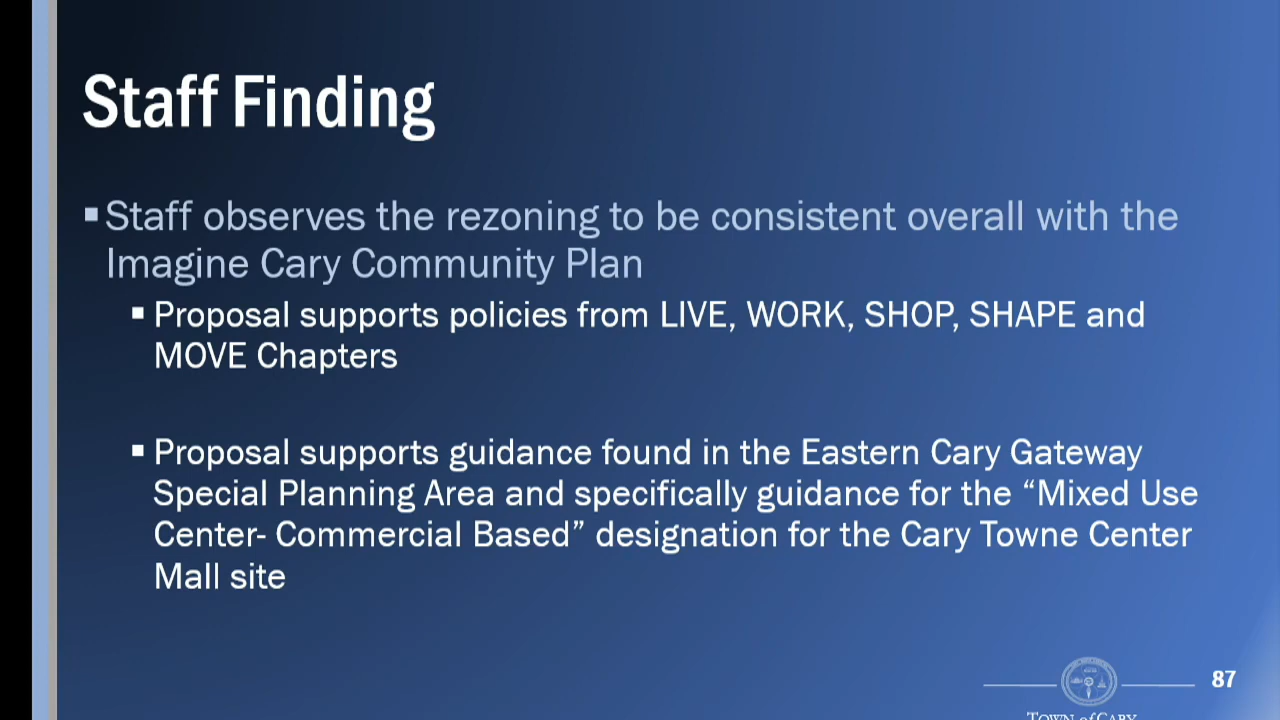 Staff Finding
▪Staff observes the rezoning to be consistent overall with the
Imagine Cary Community Plan
▪Proposal supports policies from LIVE, WORK, SHOP, SHAPE and
MOVE Chapters
▪Proposal supports guidance found in the Eastern Cary Gateway
Special Planning Area and specifically guidance for the “Mixed Use
Center- Commercial Based” designation for the Cary Towne Center
Mall site
87
TOWN of CARY